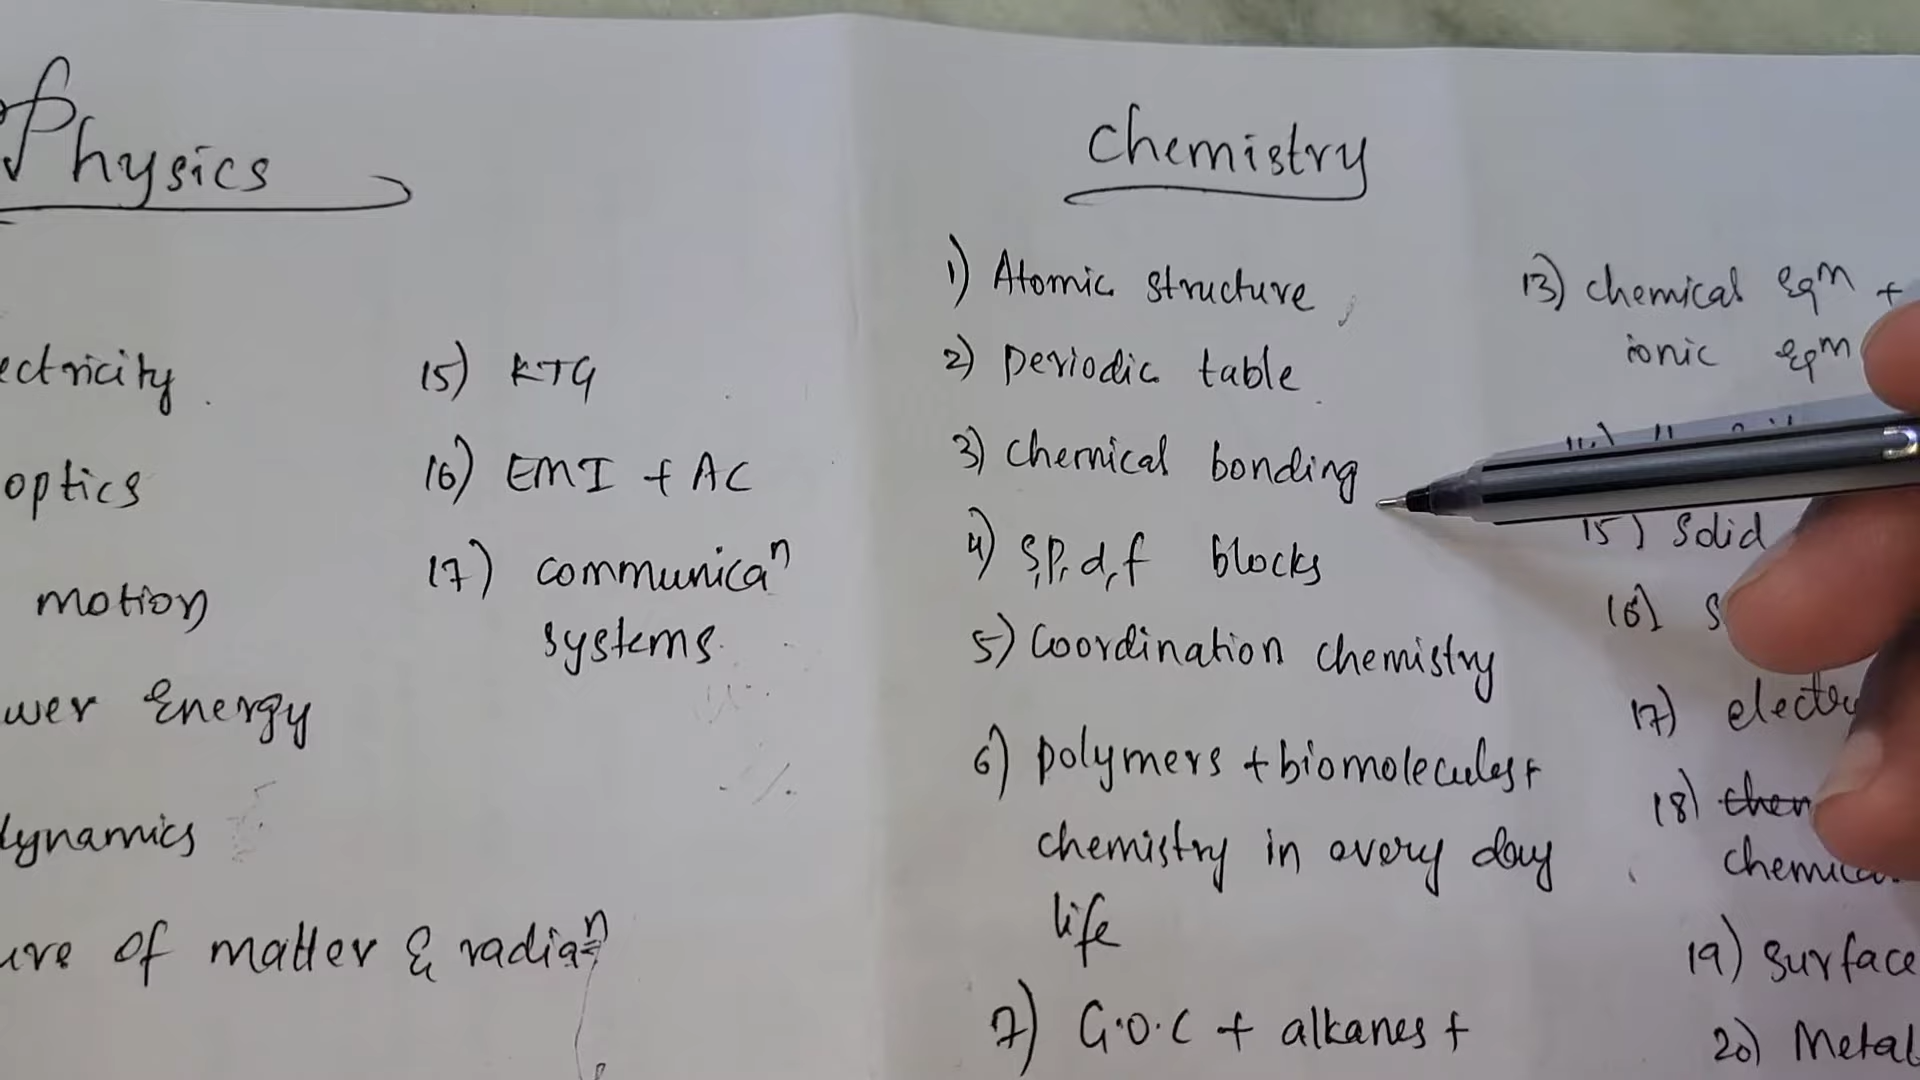 Physics
ectricity
optics
motion
wer Energy
dynamics
ure of matter & radiaⁿ
15) KTG
16) EMI + AC
17) communicaⁿ
systems
Chemistry
1) Atomic structure
2) periodic table
3) chemical bonding
4) s,p,d,f blocks
5) coordination chemistry
6) polymers + biomolecules +
chemistry in every day
life
7) G.O.C + alkanes +
13) chemical eqm +
ionic eqm
15) Solid
16) S
17) electr
18) chem
chemica
19) Surface
20) Metal